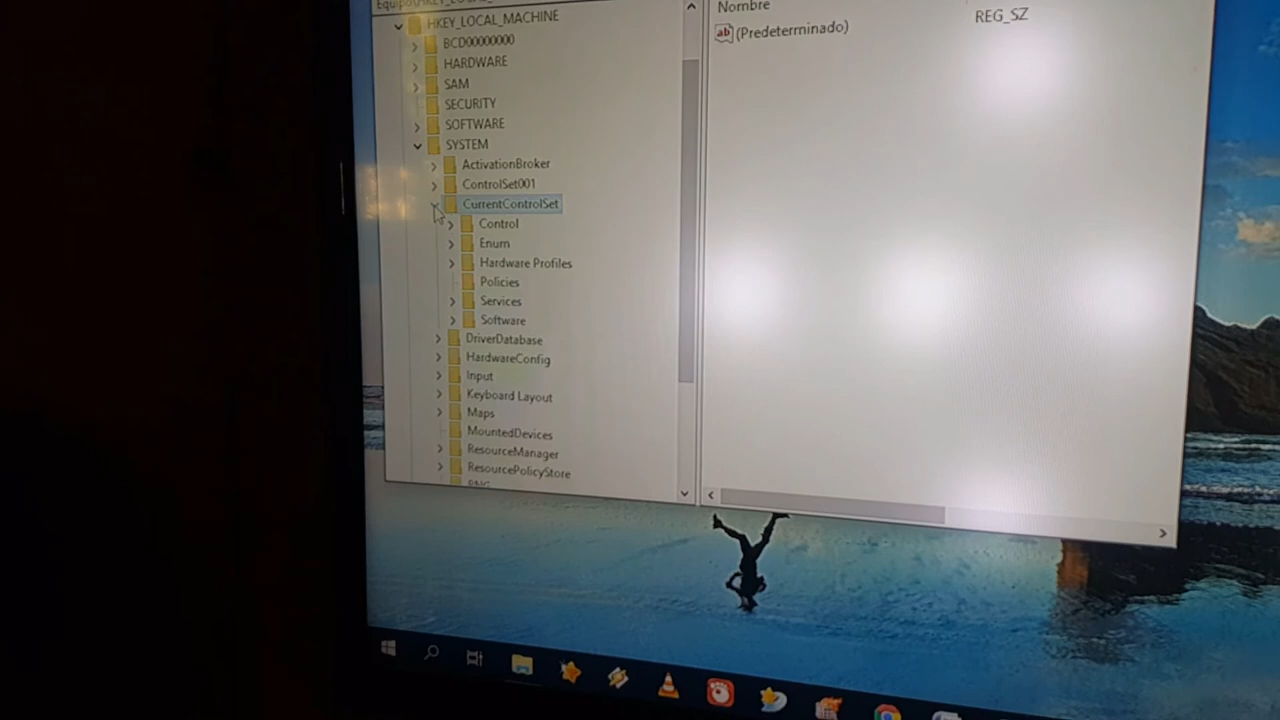 HKEY_LOCAL_MACHINE
BCD00000000
HARDWARE
SAM
SECURITY
SOFTWARE
SYSTEM
ActivationBroker
ControlSet001
CurrentControlSet
Control
Enum
Hardware Profiles
Policies
Services
Software
DriverDatabase
HardwareConfig
Input
Keyboard Layout
Maps
MountedDevices
ResourceManager
ResourcePolicyStore
Nombre
ab (Predeterminado)
REG_SZ